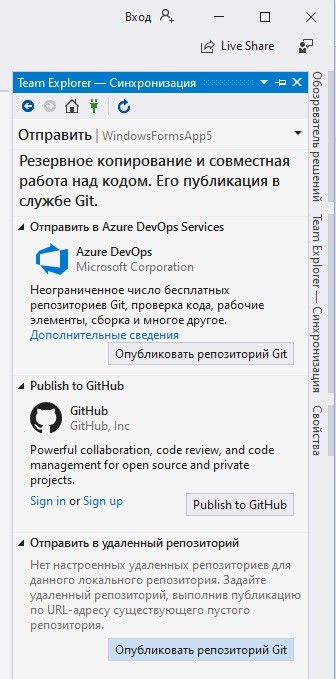 Вход
Live Share
Team Explorer — Синхронизация
Отправить | WindowsFormsApp5
Резервное копирование и совместная
работа над кодом. Его публикация в
службе Git.
Отправить в Azure DevOps Services
Azure DevOps
Microsoft Corporation
Неограниченное число бесплатных
репозиториев Git, проверка кода, рабочие
элементы, сборка и многое другое.
Дополнительные сведения
Опубликовать репозиторий Git
Publish to GitHub
GitHub
GitHub, Inc
Powerful collaboration, code review, and code
management for open source and private
projects.
Sign in or Sign up
Publish to GitHub
Отправить в удаленный репозиторий
Нет настроенных удаленных репозиториев для
данного локального репозитория. Задайте
удаленный репозиторий, выполнив публикацию
по URL-адресу существующего пустого
репозитория.
Опубликовать репозиторий Git
Обозреватель решений
Team Explorer — Синхронизация
Свойства